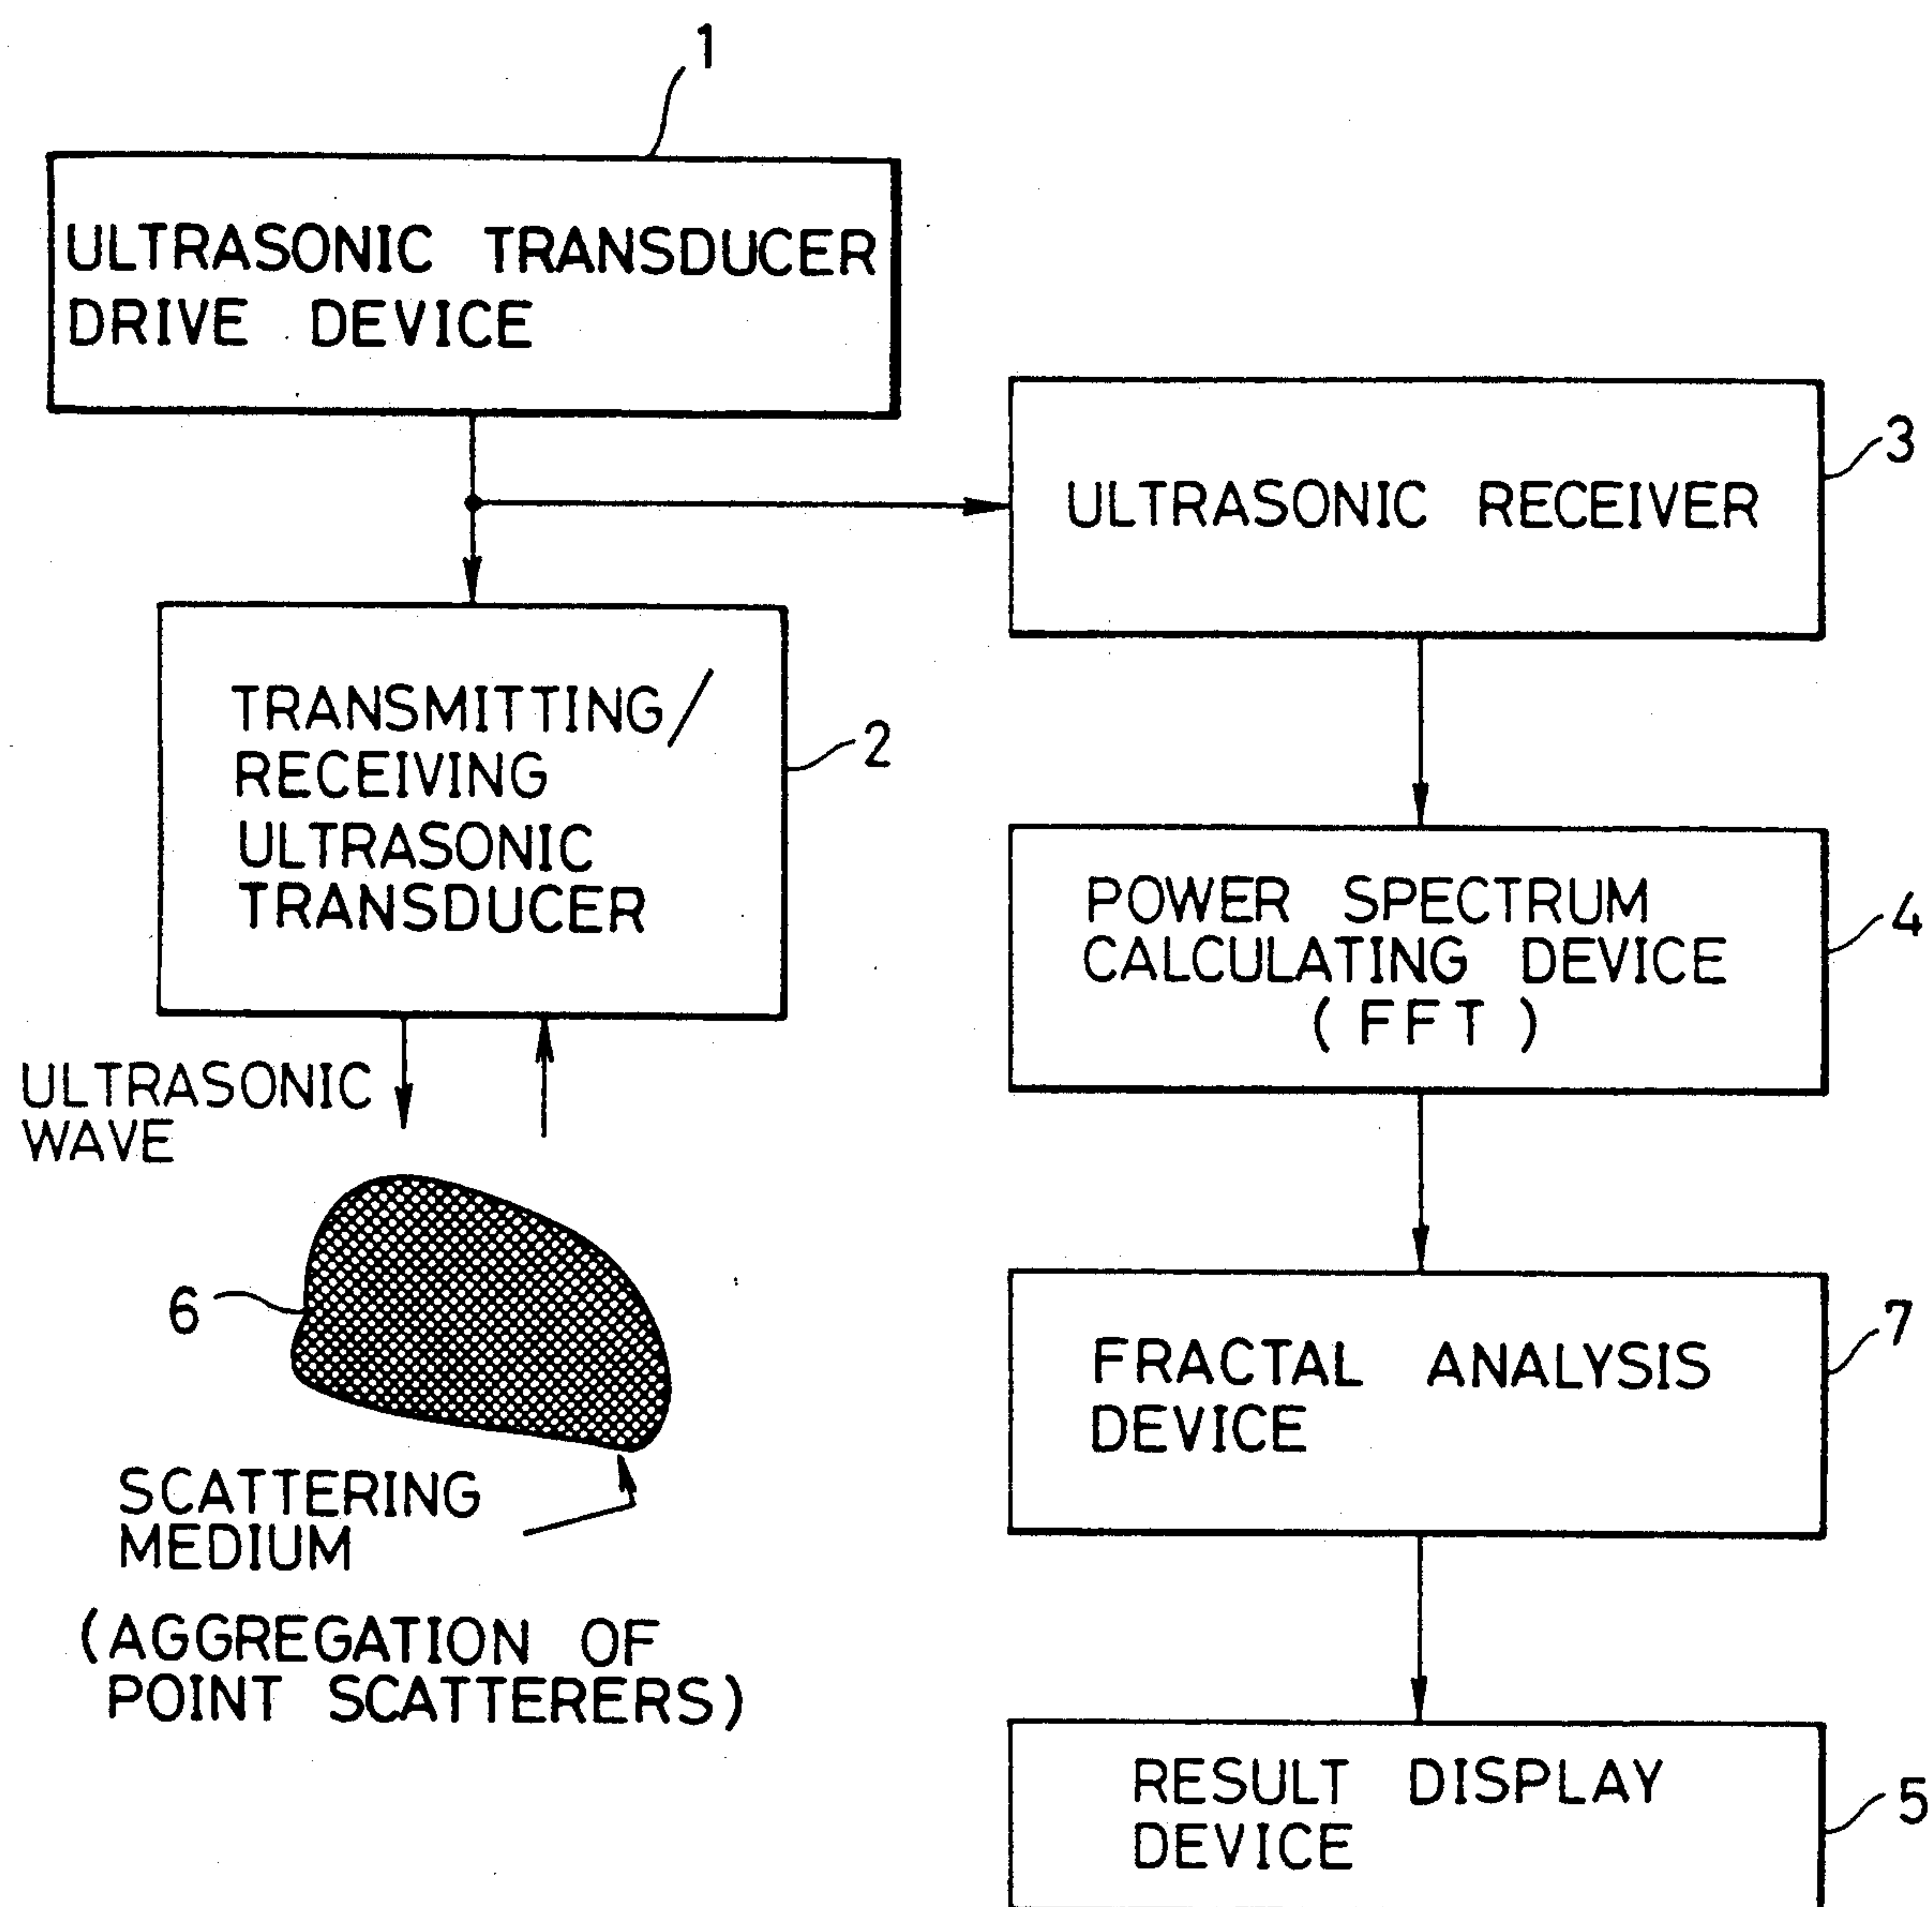 1
ULTRASONIC TRANSDUCER
DRIVE DEVICE
3
ULTRASONIC RECEIVER
TRANSMITTING/
RECEIVING
ULTRASONIC
TRANSDUCER
2
POWER SPECTRUM
CALCULATING DEVICE
(FFT)
4
ULTRASONIC
WAVE
6
FRACTAL ANALYSIS
DEVICE
7
SCATTERING
MEDIUM
(AGGREGATION OF
POINT SCATTERERS)
RESULT DISPLAY
DEVICE
5